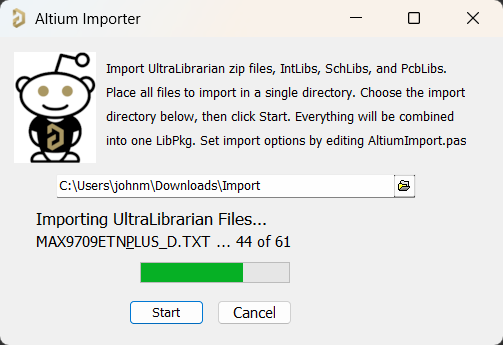 Altium Importer
Import UltraLibrarian zip files, IntLibs, SchLibs, and PcbLibs.
Place all files to import in a single directory. Choose the import
directory below, then click Start. Everything will be combined
into one LibPkg. Set import options by editing AltiumImport.pas
C:\Users\johnm\Downloads\Import
Importing UltraLibrarian Files...
MAX9709ETNPLUS_D.TXT ... 44 of 61
Start
Cancel